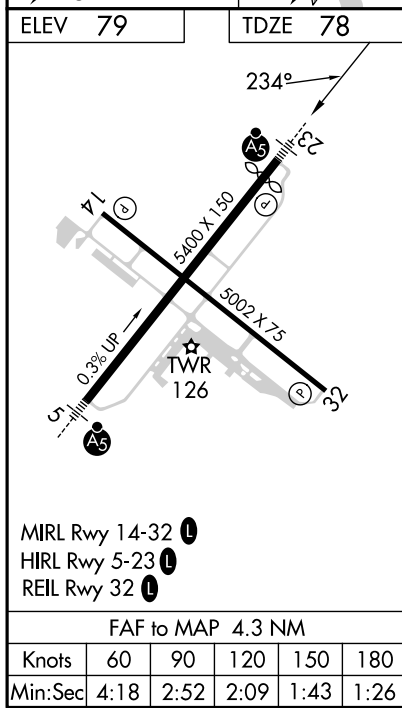 ELEV 79
TDZE 78
234°
A5
23
P
14
P
5400 X 150
5002 X 75
0.3% UP
TWR
126
P
32
5
A5
MIRL Rwy 14-32 L
HIRL Rwy 5-23 L
REIL Rwy 32 L
FAF to MAP 4.3 NM
Knots 60 90 120 150 180
Min:Sec 4:18 2:52 2:09 1:43 1:26